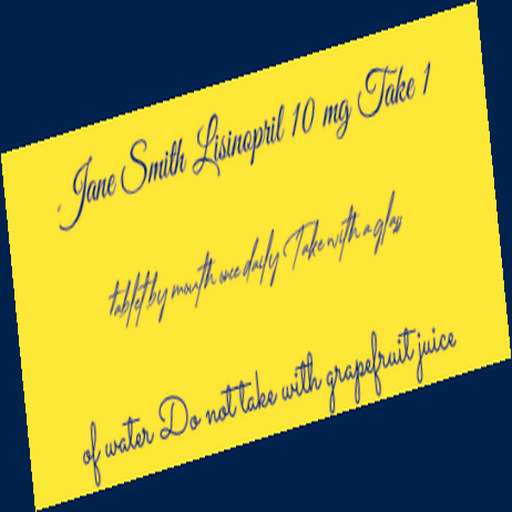 Jane Smith Lisinopril 10 mg Take 1
tablet by mouth once daily Take with a glass
of water Do not take with grapefruit juice